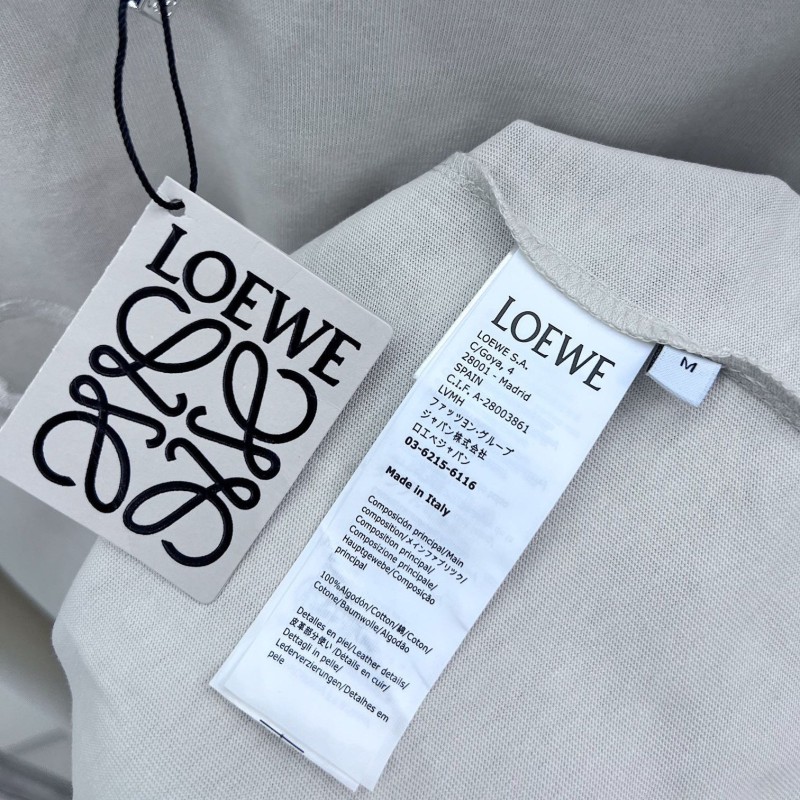 LOEWE
LOEWE
LOEWE S.A.
C/Goya, 4
28001 - Madrid
SPAIN
C.I.F. A-28003861
LVMH
ファッツヨン・グループ
ジャパン株式会社
ロエベジャパン
03-6215-6116
Made in Italy
Composición principal/Main
composition/メインファブリック/
Composition principal/
Composizione principale/
Hauptgewebe/Composição
principal
100%Algodón/Cotton/綿/Coton/
Cotone/Baumwolle/Algodão
Detalles en piel/Leather details/
皮革部分使い/Détails en cuir/
Dettagli in pelle/
Lederverzierungen/Detalhes em
pele
M